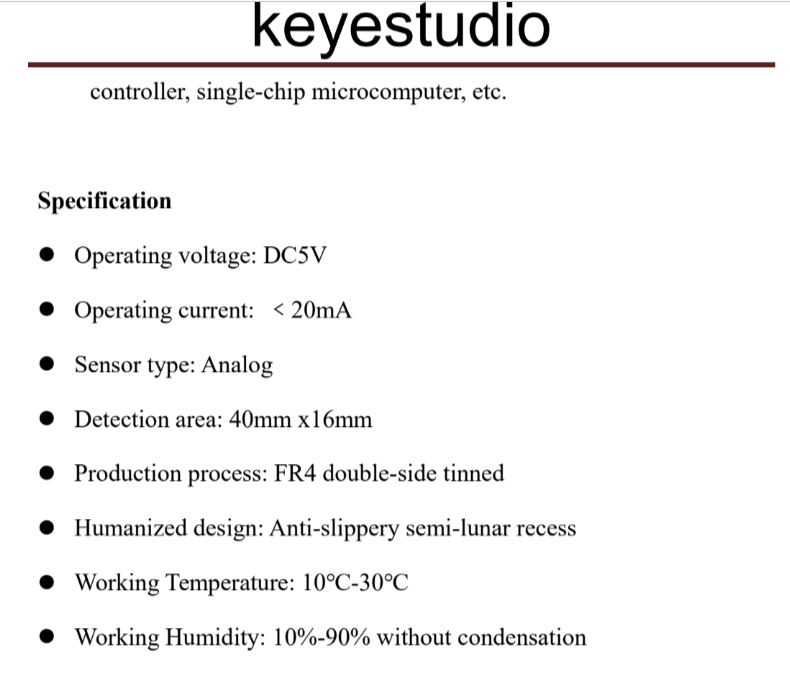 keyestudio
controller, single-chip microcomputer, etc.
Specification
● Operating voltage: DC5V
● Operating current: < 20mA
● Sensor type: Analog
● Detection area: 40mm x16mm
● Production process: FR4 double-side tinned
● Humanized design: Anti-slippery semi-lunar recess
● Working Temperature: 10℃-30℃
● Working Humidity: 10%-90% without condensation